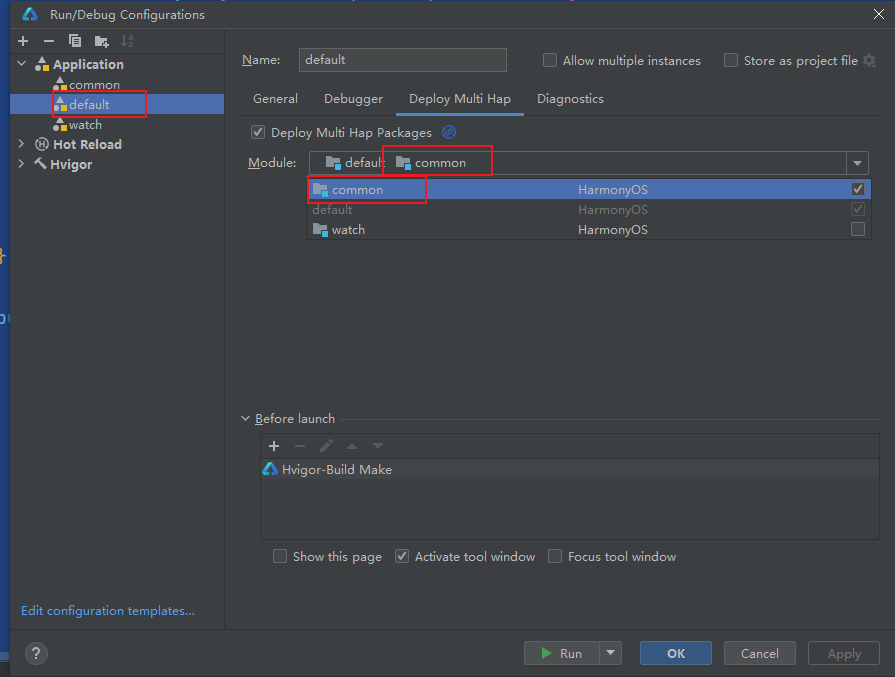 Run/Debug Configurations
Application
common
default
watch
Hot Reload
Hvigor
Edit configuration templates...
Name: default Allow multiple instances Store as project file
General Debugger Deploy Multi Hap Diagnostics
Deploy Multi Hap Packages
Module: default common
common HarmonyOS
default HarmonyOS
watch HarmonyOS
Before launch
Hvigor-Build Make
Show this page Activate tool window Focus tool window
? Run OK Cancel Apply